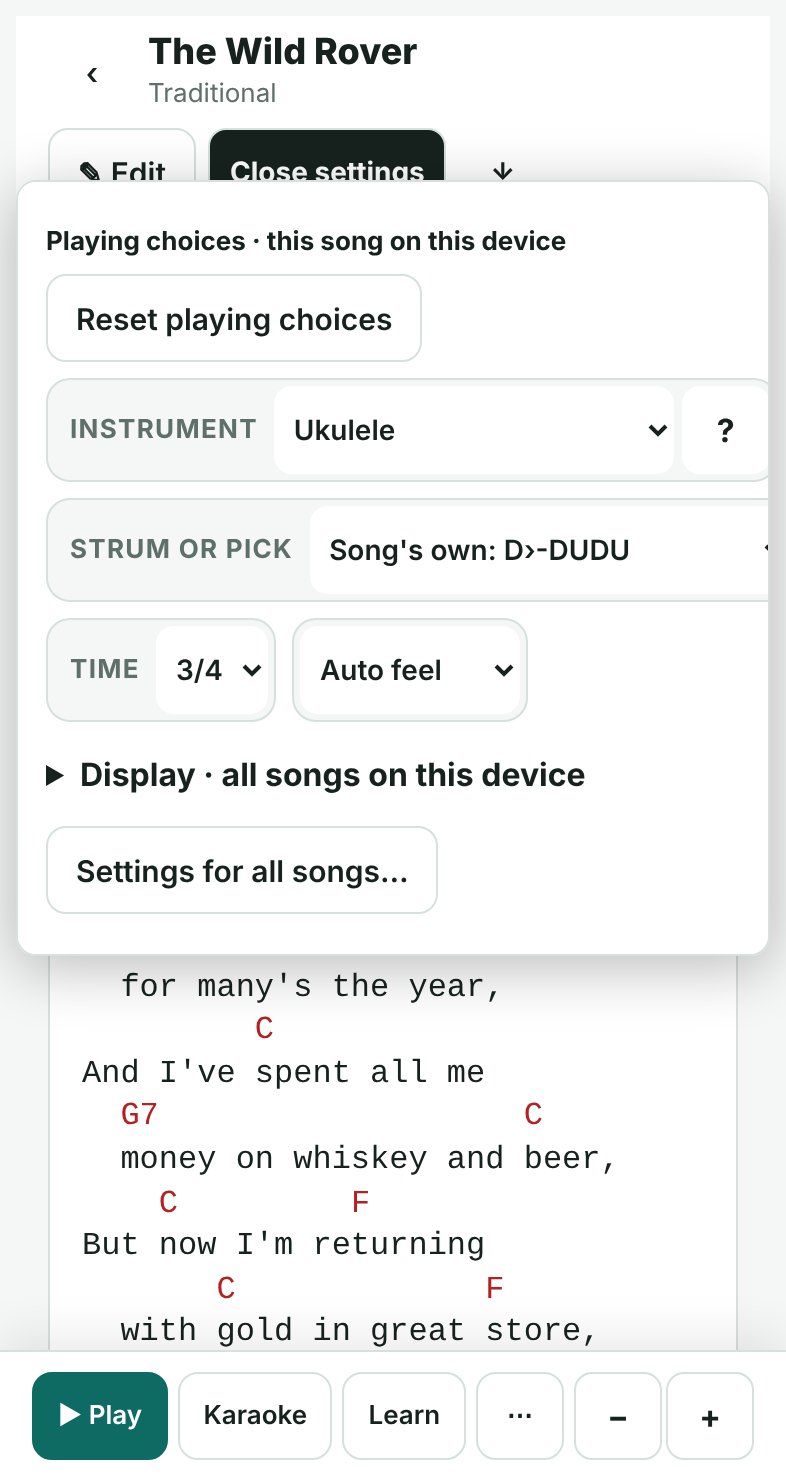 ‹
The Wild Rover
Traditional
✎ Edit
Close settings
↓
Playing choices · this song on this device
Reset playing choices
INSTRUMENT Ukulele ?
STRUM OR PICK Song's own: D›-DUDU
TIME 3/4 Auto feel
▶ Display · all songs on this device
Settings for all songs...
for many's the year,
C
And I've spent all me
G7 C
money on whiskey and beer,
C F
But now I'm returning
C F
with gold in great store,
▶ Play Karaoke Learn ... − +